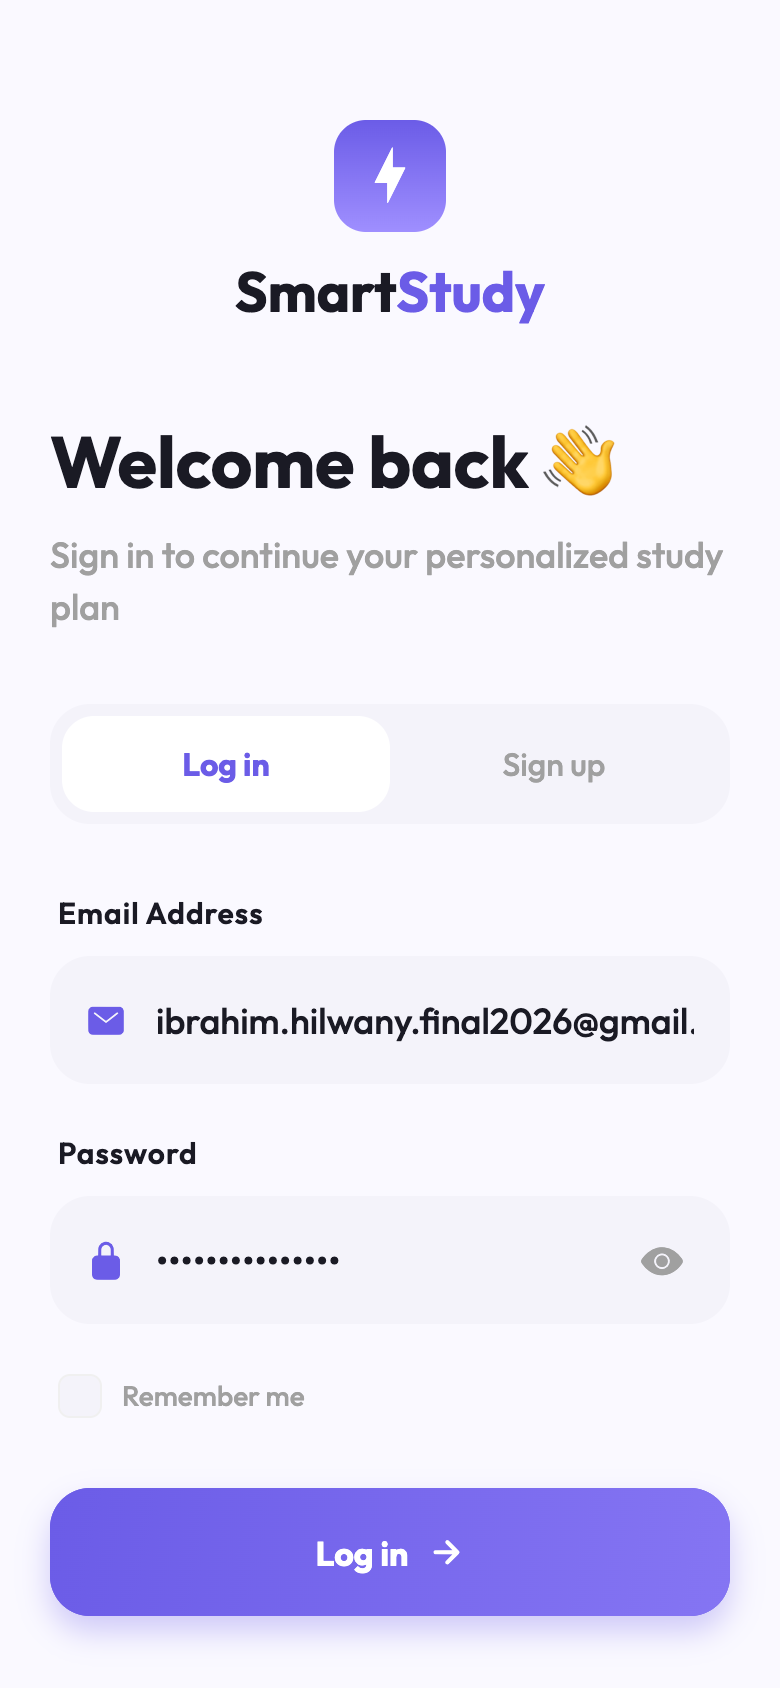 SmartStudy
Welcome back 👋
Sign in to continue your personalized study
plan
Log in
Sign up
Email Address
ibrahim.hilwany.final2026@gmail.
Password
•••••••••••••••
Remember me
Log in →